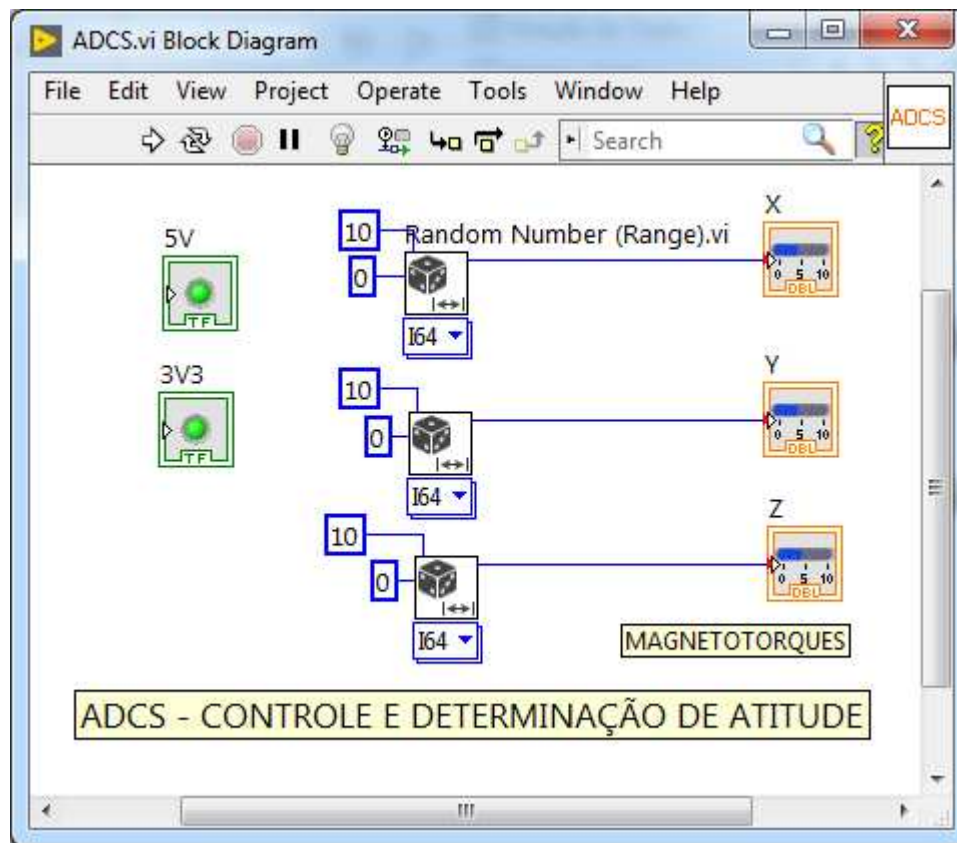 ADCS.vi Block Diagram
File Edit View Project Operate Tools Window Help
ADCS
Search
X
10
Random Number (Range).vi
5V
0
0 5 10
DBL
I64
TF
3V3
Y
10
0
0 5 10
DBL
TF
I64
Z
10
0
0 5 10
DBL
I64
MAGNETOTORQUES
ADCS - CONTROLE E DETERMINAÇÃO DE ATITUDE